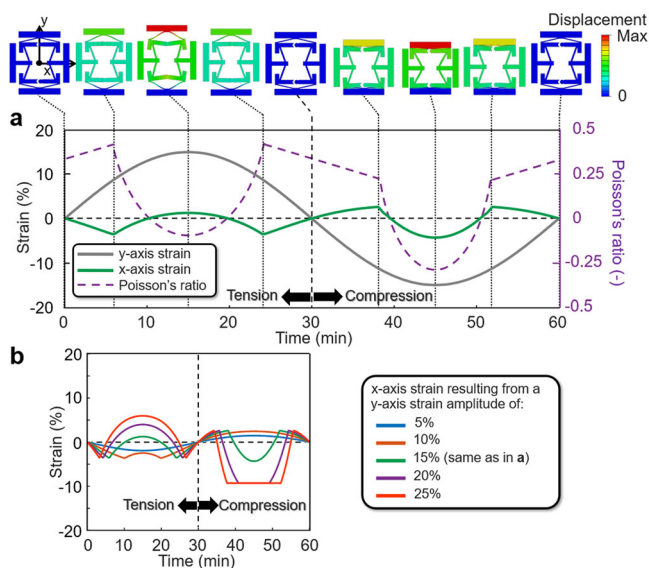 Displacement
Max
0
y
x
a
20
10
0
-10
-20
Strain (%)
0.5
0.25
0
-0.25
-0.5
Poisson's ratio (-)
y-axis strain
x-axis strain
Poisson's ratio
Tension
Compression
0 10 20 30 40 50 60
Time (min)
b
20
10
0
-10
-20
Strain (%)
Tension
Compression
0 10 20 30 40 50 60
Time (min)
x-axis strain resulting from a
y-axis strain amplitude of:
5%
10%
15% (same as in a)
20%
25%